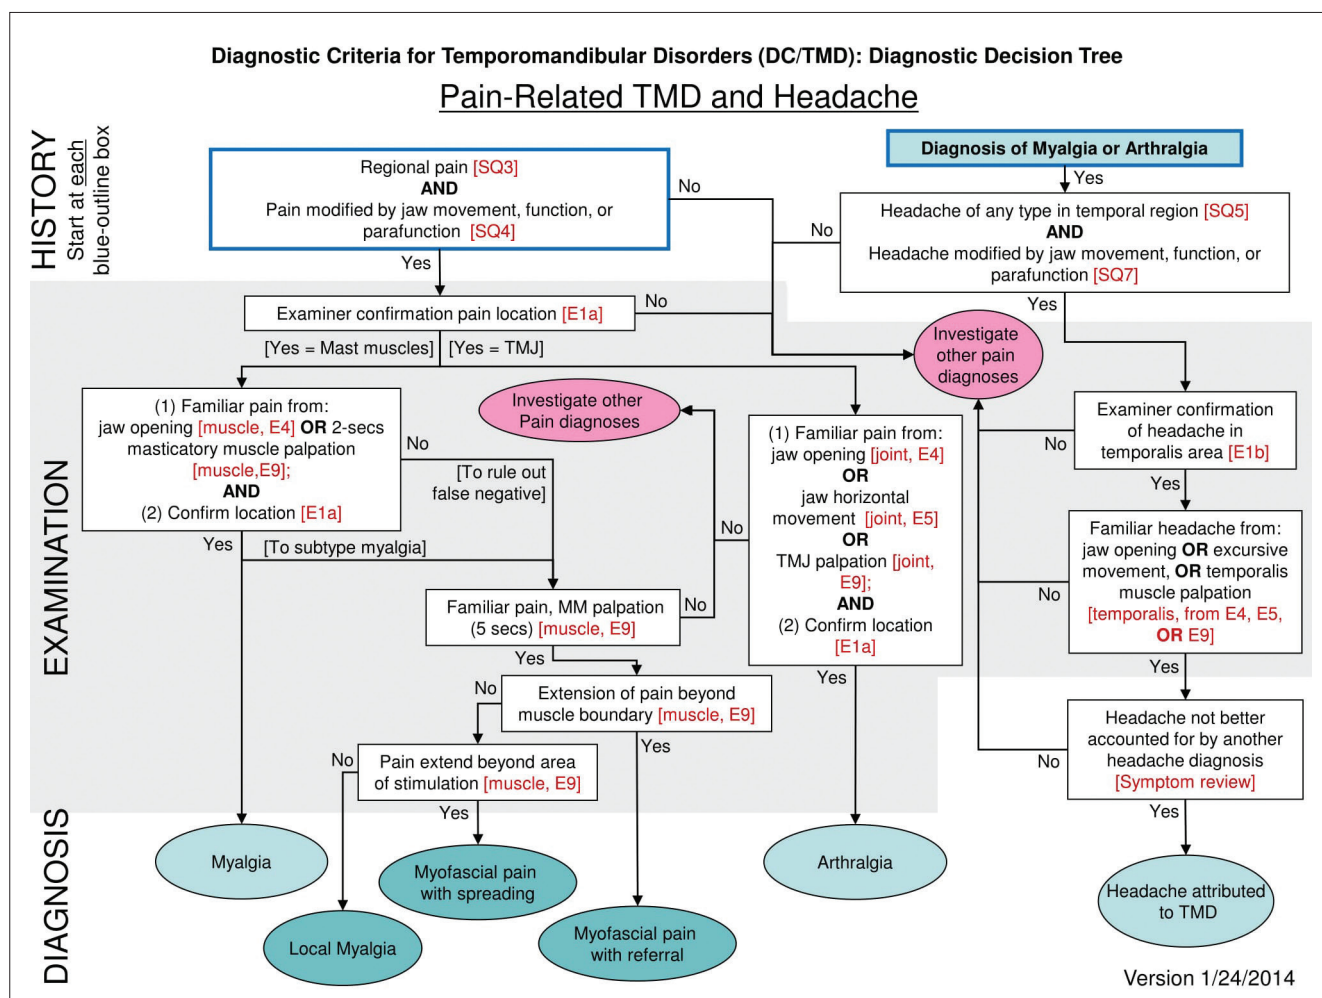 Diagnostic Criteria for Temporomandibular Disorders (DC/TMD): Diagnostic Decision Tree
Pain-Related TMD and Headache
HISTORY
Start at each
blue-outline box
Regional pain [SQ3]
AND
Pain modified by jaw movement, function, or
parafunction [SQ4]
No
Yes
Diagnosis of Myalgia or Arthralgia
Yes
Headache of any type in temporal region [SQ5]
AND
Headache modified by jaw movement, function, or
parafunction [SQ7]
No
Yes
EXAMINATION
Examiner confirmation pain location [E1a]
No
[Yes = Mast muscles]
[Yes = TMJ]
Investigate
other pain
diagnoses
(1) Familiar pain from:
jaw opening [muscle, E4] OR 2-secs
masticatory muscle palpation
[muscle,E9];
AND
(2) Confirm location [E1a]
No
[To rule out
false negative]
Yes
[To subtype myalgia]
Investigate other
Pain diagnoses
(1) Familiar pain from:
jaw opening [joint, E4]
OR
jaw horizontal
movement [joint, E5]
OR
TMJ palpation [joint,
E9];
AND
(2) Confirm location
[E1a]
No
Yes
Examiner confirmation
of headache in
temporalis area [E1b]
No
Yes
Familiar headache from:
jaw opening OR excursive
movement, OR temporalis
muscle palpation
[temporalis, from E4, E5,
OR E9]
No
Yes
Familiar pain, MM palpation
(5 secs) [muscle, E9]
No
Yes
Extension of pain beyond
muscle boundary [muscle, E9]
No
Yes
Pain extend beyond area
of stimulation [muscle, E9]
No
Yes
Headache not better
accounted for by another
headache diagnosis
[Symptom review]
No
Yes
DIAGNOSIS
Myalgia
Myofascial pain
with spreading
Arthralgia
Headache attributed
to TMD
Local Myalgia
Myofascial pain
with referral
Version 1/24/2014